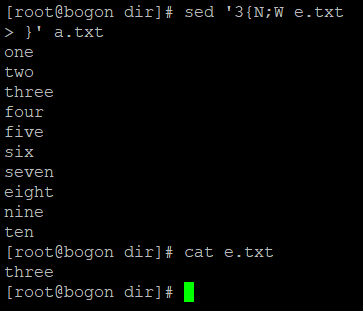 [root@bogon dir]# sed '3{N;W e.txt
> }' a.txt
one
two
three
four
five
six
seven
eight
nine
ten
[root@bogon dir]# cat e.txt
three
[root@bogon dir]#